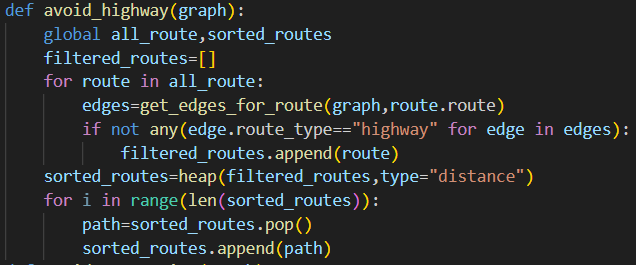 def avoid_highway(graph):
    global all_route,sorted_routes
    filtered_routes=[]
    for route in all_route:
        edges=get_edges_for_route(graph,route.route)
        if not any(edge.route_type=="highway" for edge in edges):
            filtered_routes.append(route)
    sorted_routes=heap(filtered_routes,type="distance")
    for i in range(len(sorted_routes)):
        path=sorted_routes.pop()
        sorted_routes.append(path)